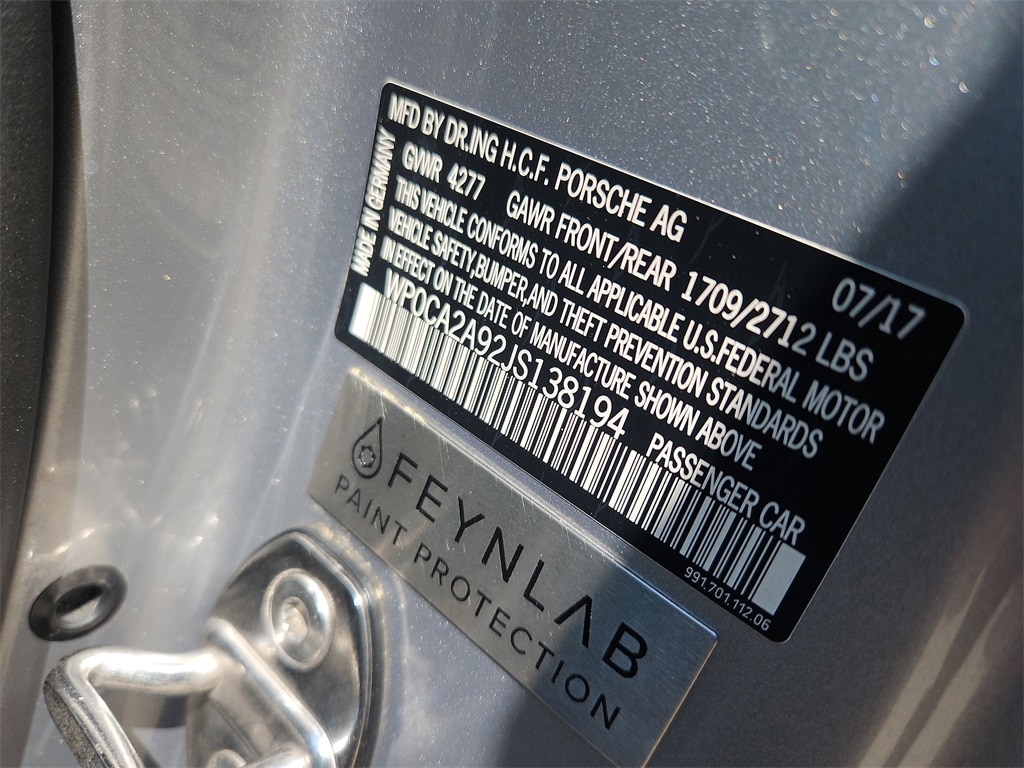 MFD BY DR.ING H.C.F. PORSCHE AG 07/17
MADE IN GERMANY
GVWR 4277 GAWR FRONT/REAR 1709/2712 LBS
THIS VEHICLE CONFORMS TO ALL APPLICABLE U.S.FEDERAL MOTOR
VEHICLE SAFETY,BUMPER,AND THEFT PREVENTION STANDARDS
IN EFFECT ON THE DATE OF MANUFACTURE SHOWN ABOVE
WP0CA2A92JS138194 PASSENGER CAR
991.701.112.06
FEYNLAB
PAINT PROTECTION